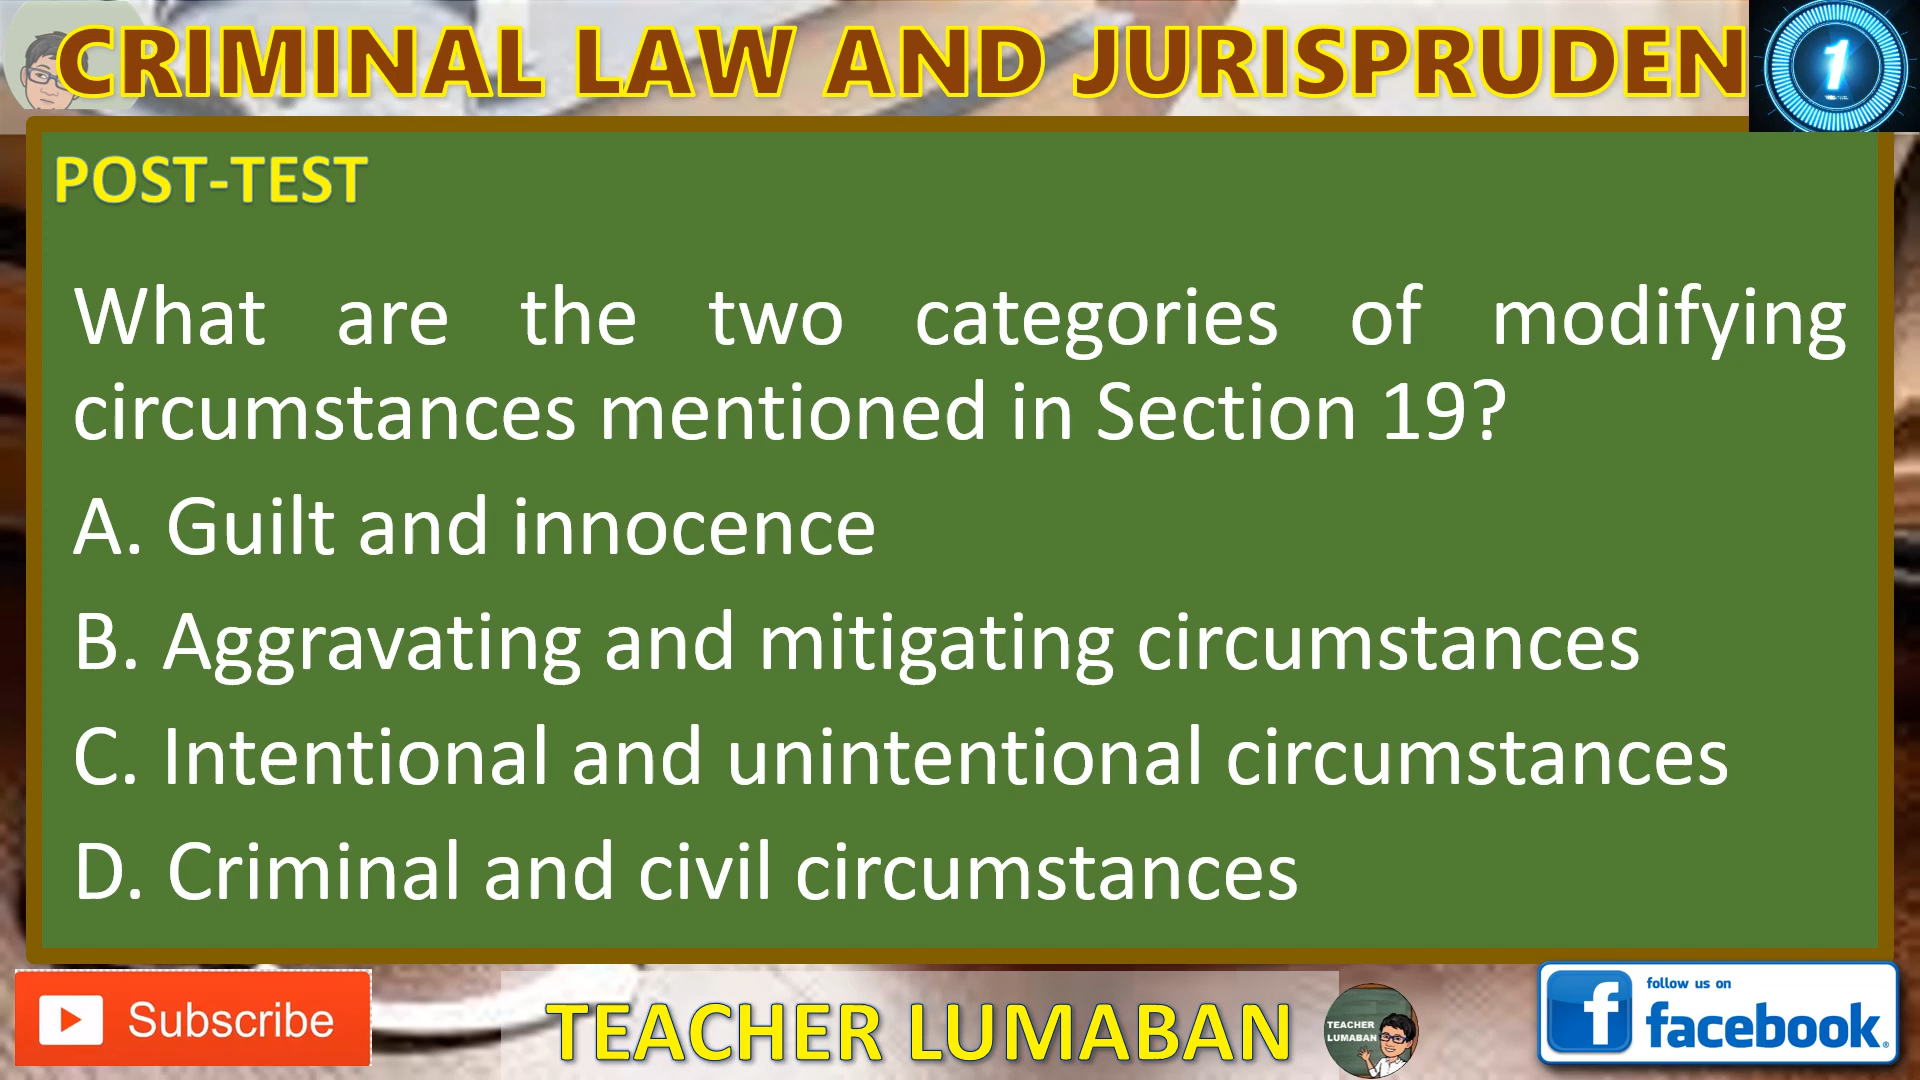 CRIMINAL LAW AND JURISPRUDEN
1
POST-TEST
What are the two categories of modifying
circumstances mentioned in Section 19?
A. Guilt and innocence
B. Aggravating and mitigating circumstances
C. Intentional and unintentional circumstances
D. Criminal and civil circumstances
Subscribe
TEACHER LUMABAN
TEACHER
LUMABAN
follow us on
facebook